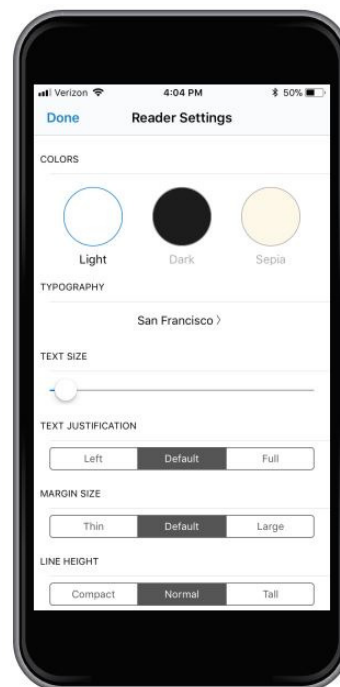 Verizon 4:04 PM 50%
Done Reader Settings
COLORS
Light Dark Sepia
TYPOGRAPHY
San Francisco >
TEXT SIZE
TEXT JUSTIFICATION
Left Default Full
MARGIN SIZE
Thin Default Large
LINE HEIGHT
Compact Normal Tall